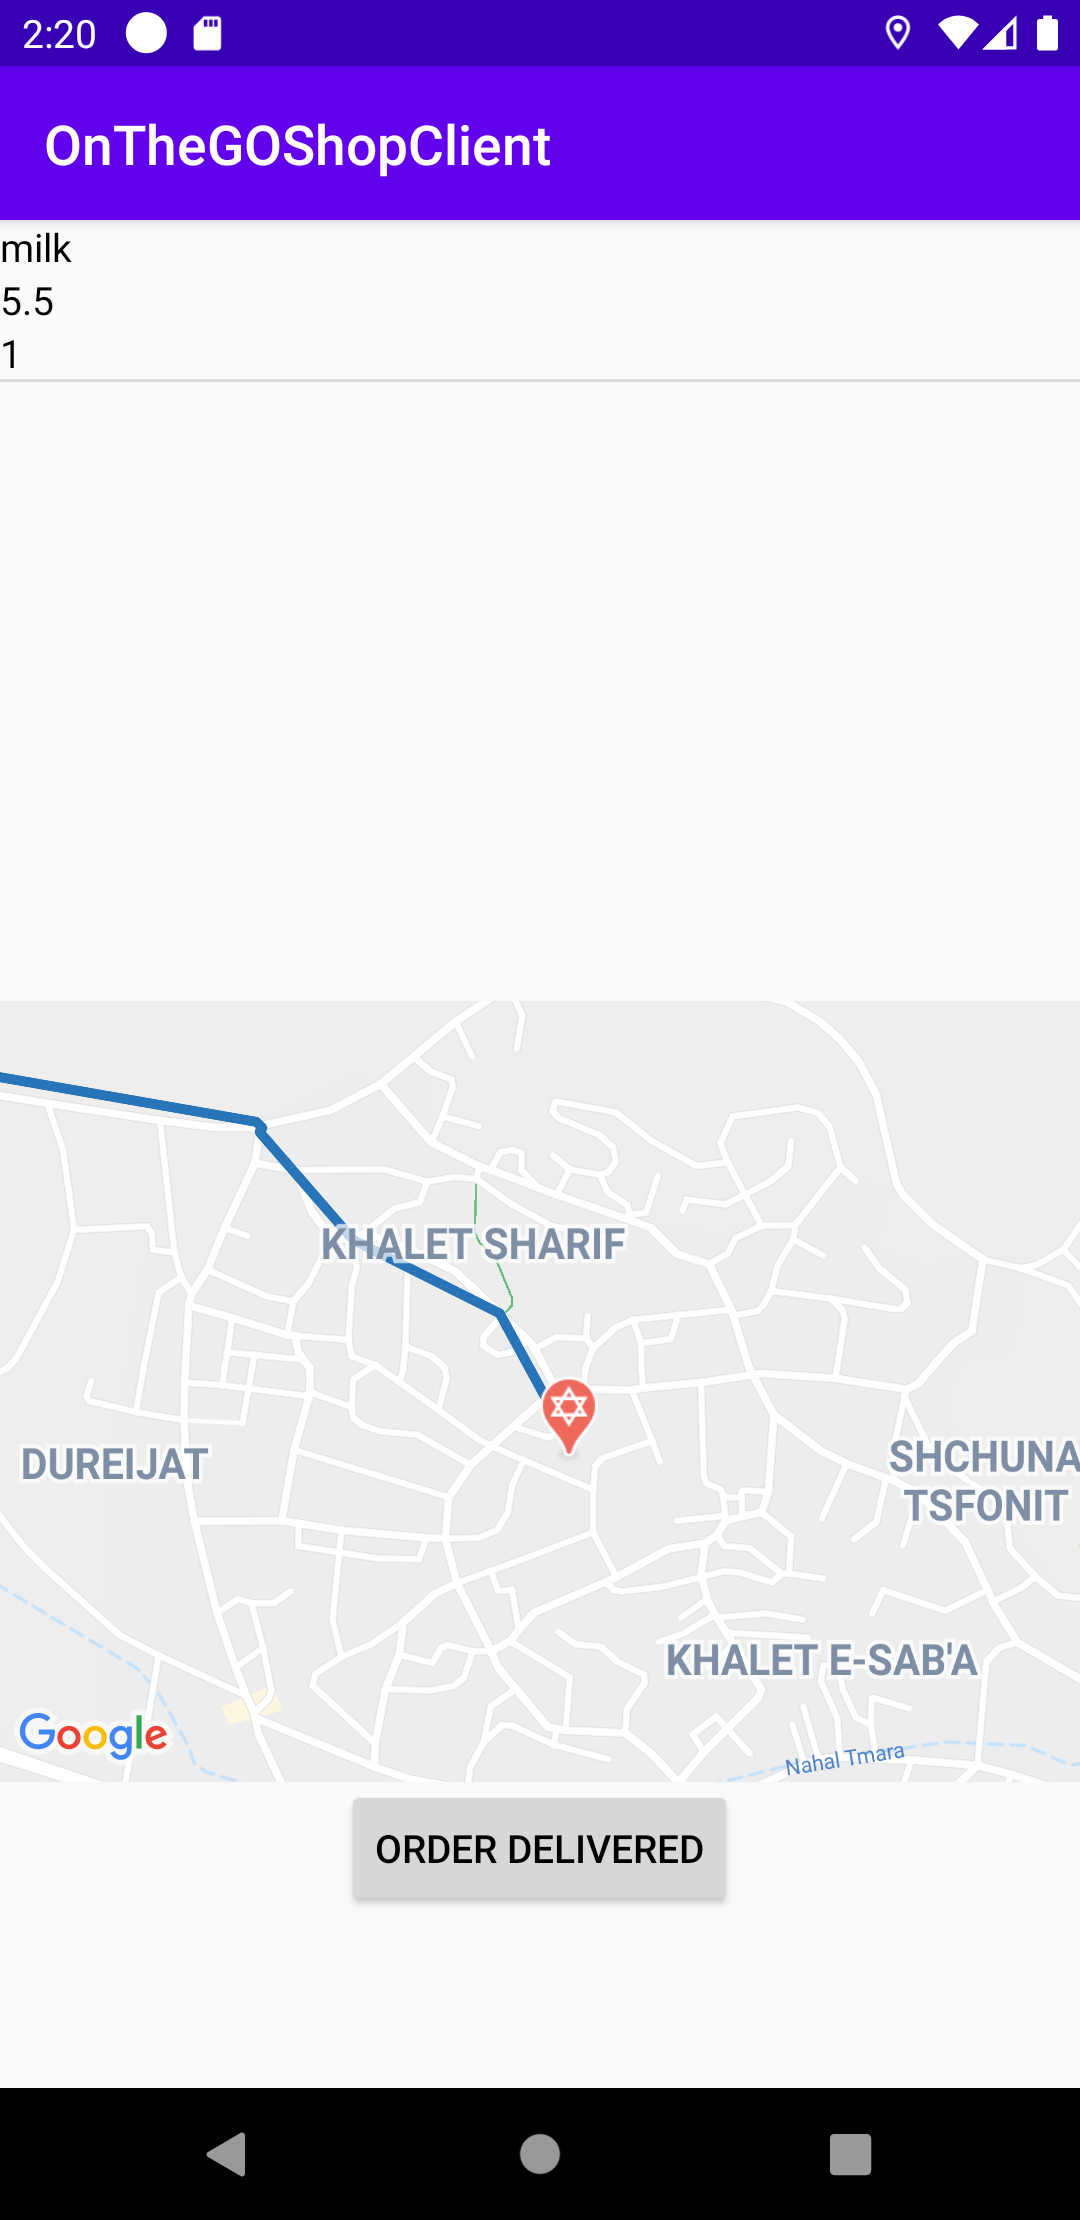 2:20
OnTheGOShopClient
milk
5.5
1
KHALET SHARIF
DUREIJAT
SHCHUNA
TSFONIT
KHALET E-SAB'A
Google
Nahal Tmara
ORDER DELIVERED